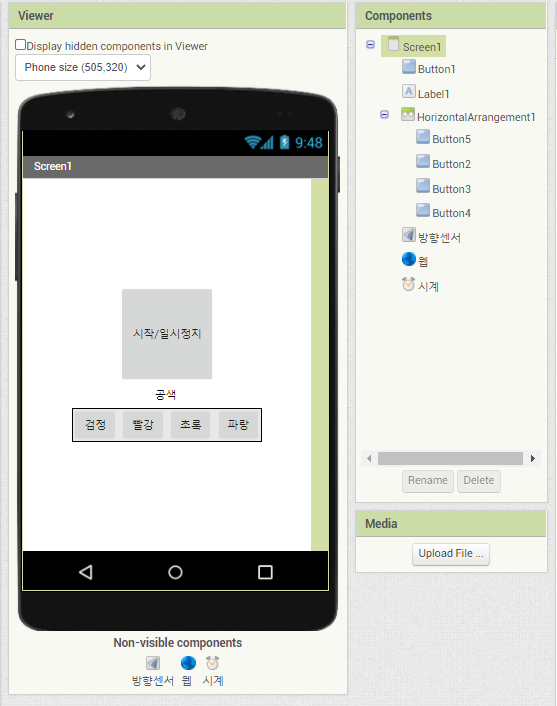 Viewer
Display hidden components in Viewer
Phone size (505,320)
9:48
Screen1
시작/일시정지
공색
검정 빨강 초록 파랑
Non-visible components
방향센서 웹 시계
Components
Screen1
Button1
Label1
HorizontalArrangement1
Button5
Button2
Button3
Button4
방향센서
웹
시계
Rename Delete
Media
Upload File ...